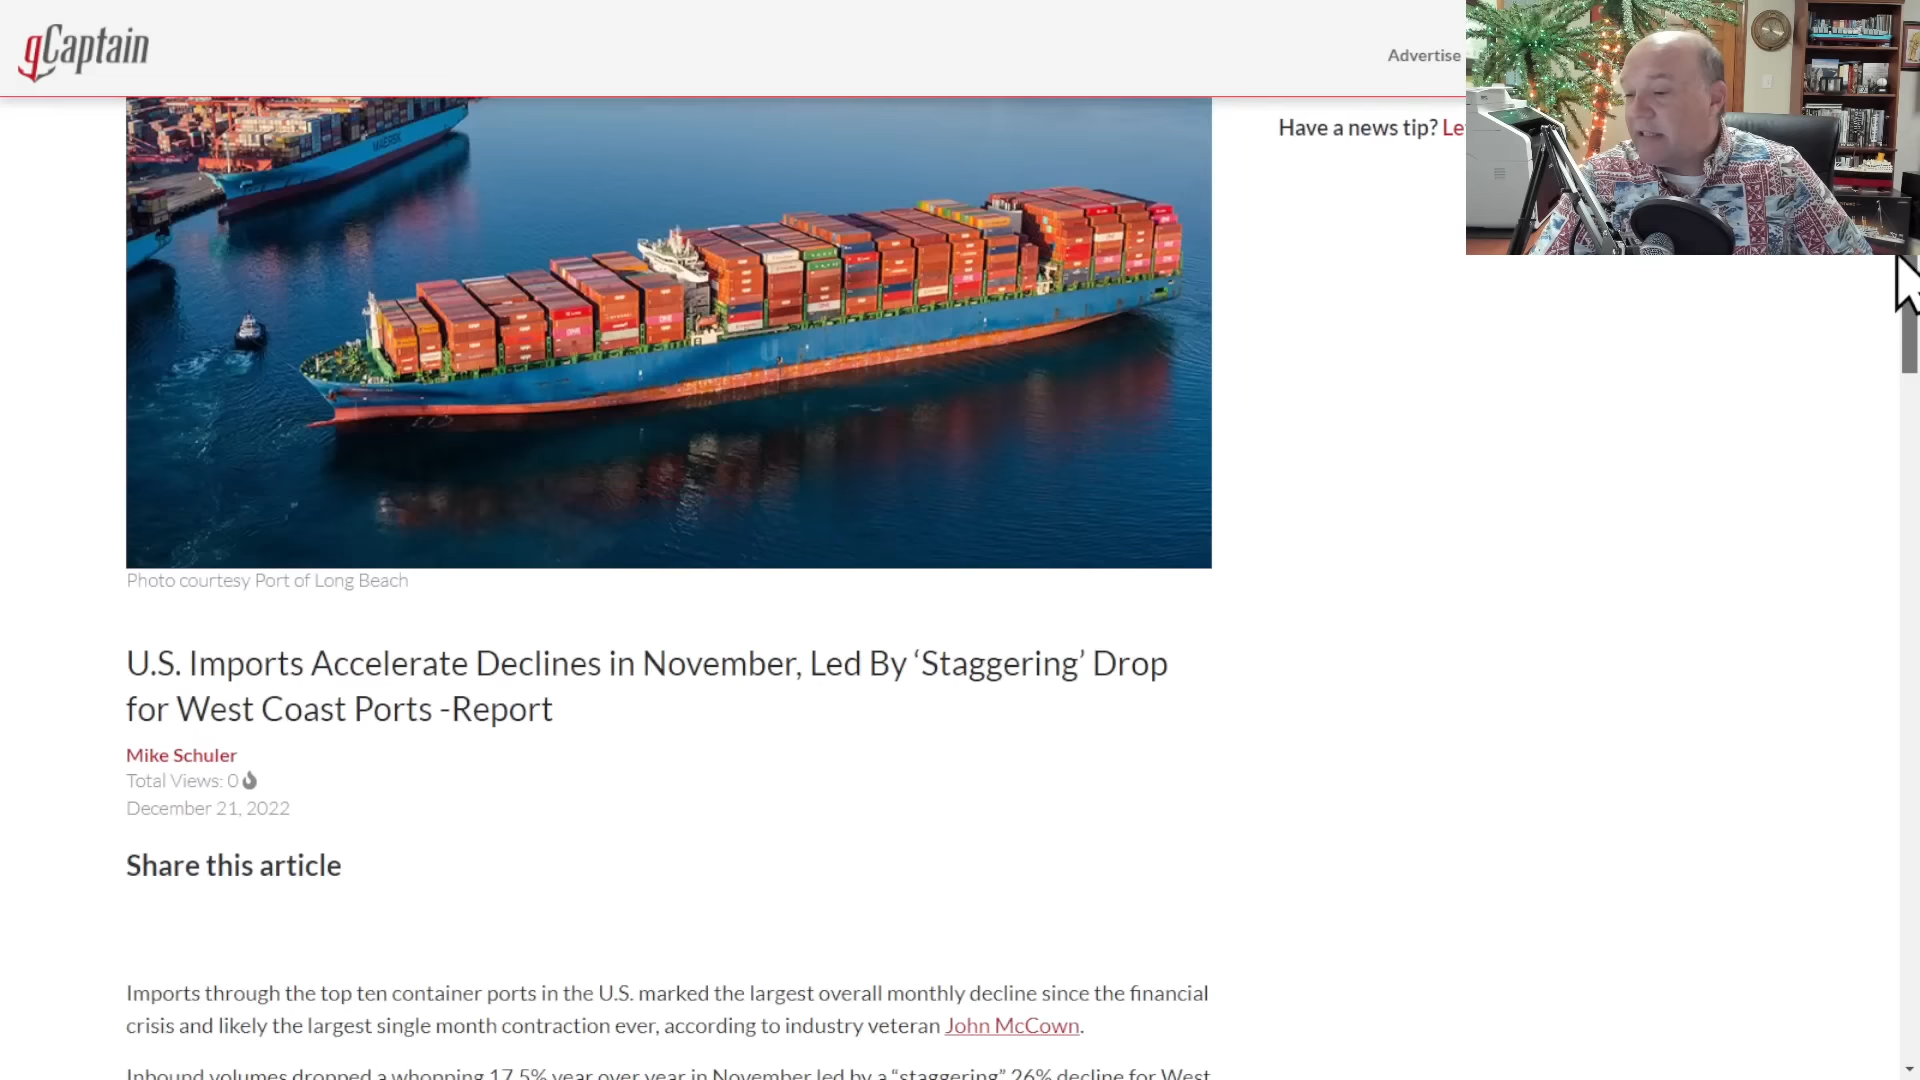 gCaptain
Advertise
Have a news tip? Le
MAERSK
Photo courtesy Port of Long Beach
U.S. Imports Accelerate Declines in November, Led By ‘Staggering’ Drop
for West Coast Ports -Report
Mike Schuler
Total Views: 0
December 21, 2022
Share this article
Imports through the top ten container ports in the U.S. marked the largest overall monthly decline since the financial
crisis and likely the largest single month contraction ever, according to industry veteran John McCown.
Inbound volumes dropped a whopping 17.5% year over year in November led by a “staggering” 26% decline for West